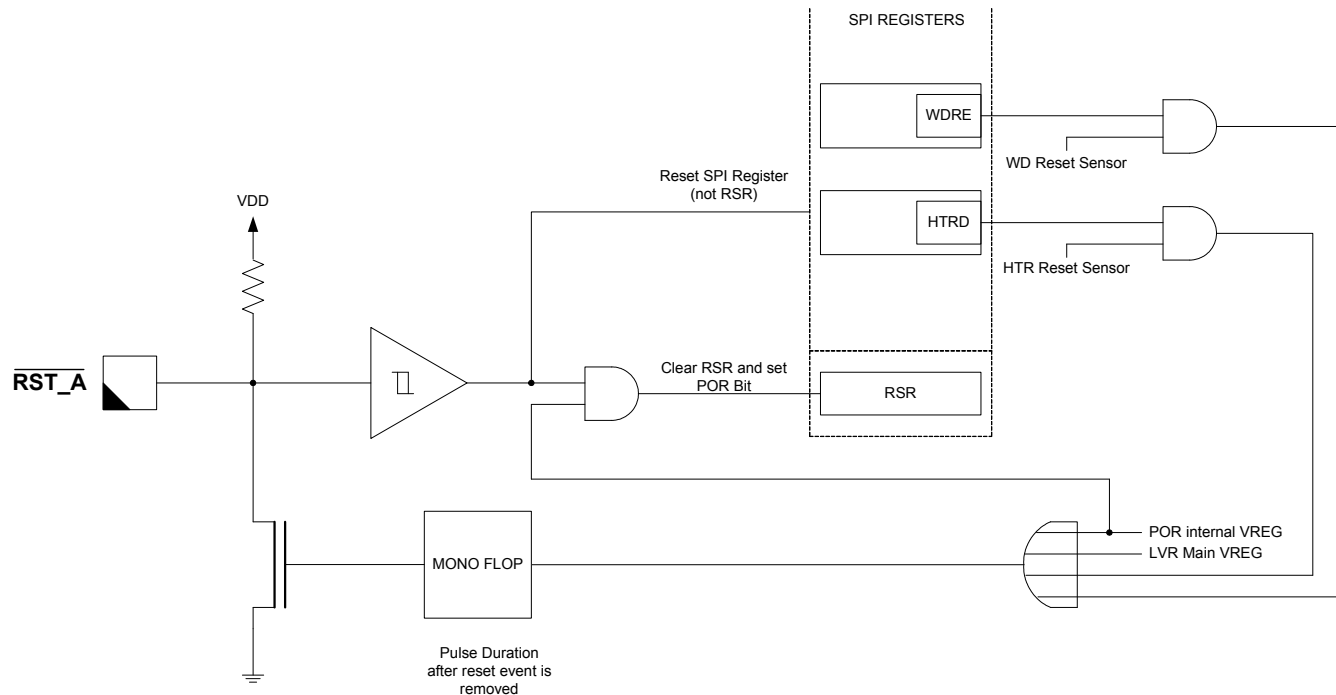 SPI REGISTERS
WDRE
WD Reset Sensor
Reset SPI Register
(not RSR)
HTRD
HTR Reset Sensor
VDD
RST_A
Clear RSR and set
POR Bit
RSR
POR internal VREG
LVR Main VREG
MONO FLOP
Pulse Duration
after reset event is
removed